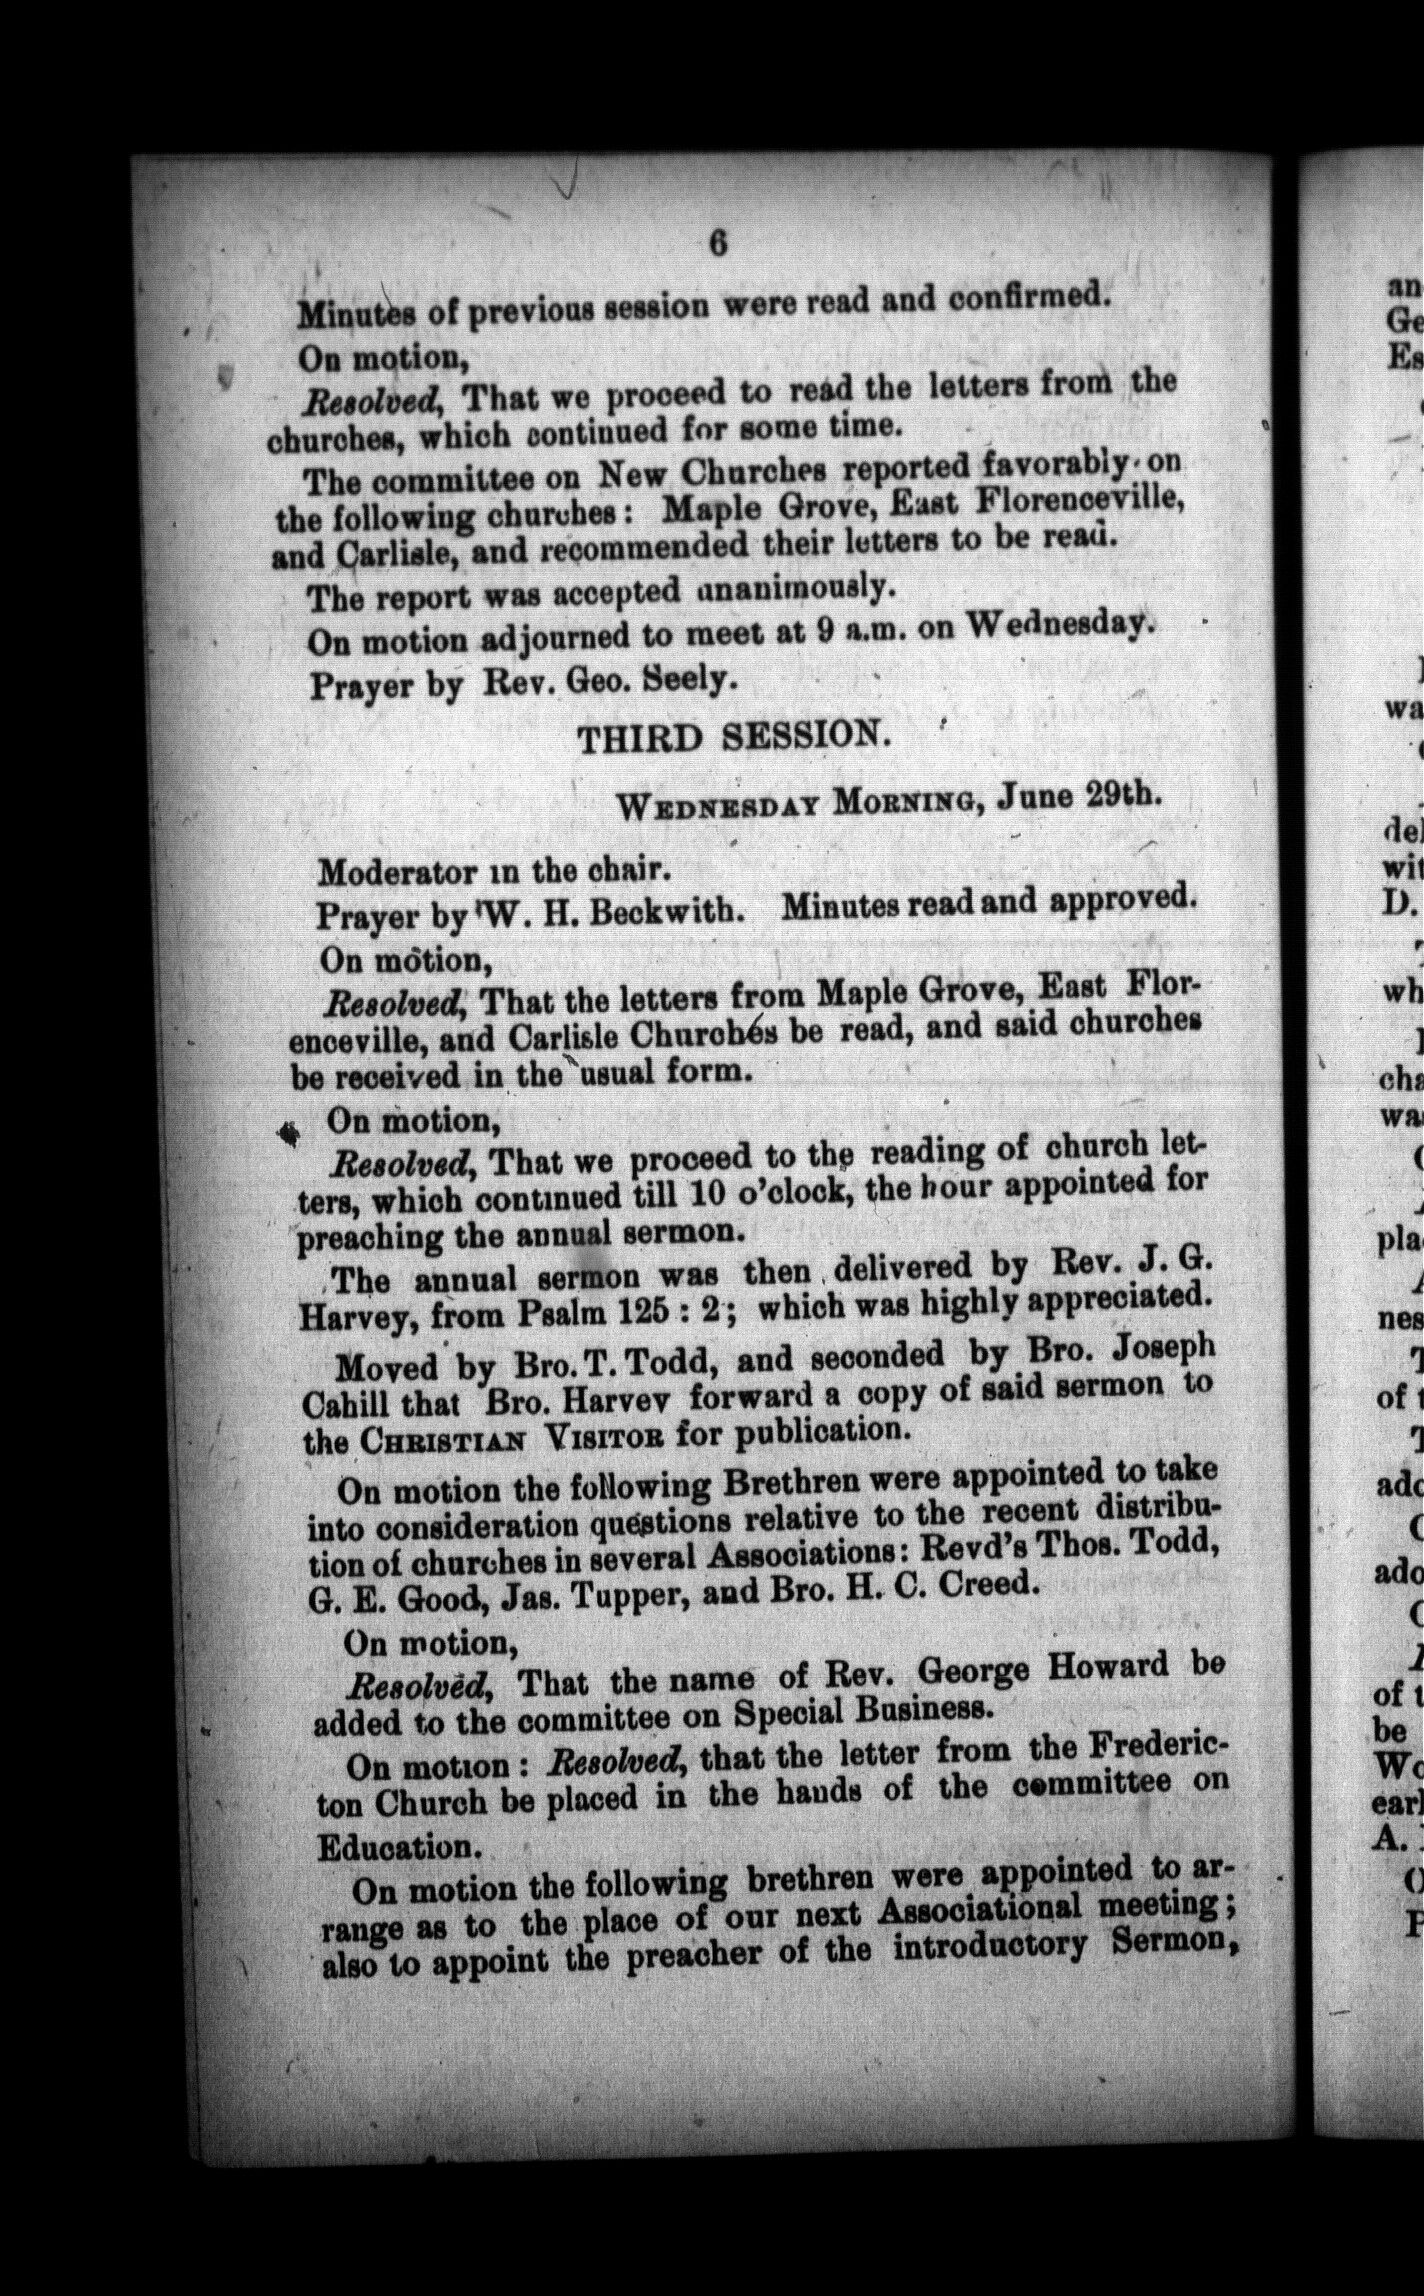 6
Minutes of previous session were read and confirmed.
On motion,
Resolved, That we proceed to read the letters from the
churches, which continued for some time.
The committee on New Churches reported favorably on
the following churches: Maple Grove, East Florenceville,
and Carlisle, and recommended their letters to be read.
The report was accepted unanimously.
On motion adjourned to meet at 9 a.m. on Wednesday.
Prayer by Rev. Geo. Seely.
THIRD SESSION.
WEDNESDAY MORNING, June 29th.
Moderator in the chair.
Prayer by W. H. Beckwith. Minutes read and approved.
On motion,
Resolved, That the letters from Maple Grove, East Flor-
enceville, and Carlisle Churches be read, and said churches
be received in the usual form.
On motion,
Resolved, That we proceed to the reading of church let-
ters, which continued till 10 o'clock, the hour appointed for
preaching the annual sermon.
The annual sermon was then delivered by Rev. J. G.
Harvey, from Psalm 125 : 2; which was highly appreciated.
Moved by Bro. T. Todd, and seconded by Bro. Joseph
Cahill that Bro. Harvey forward a copy of said sermon to
the CHRISTIAN VISITOR for publication.
On motion the following Brethren were appointed to take
into consideration questions relative to the recent distribu-
tion of churches in several Associations: Revd's Thos. Todd,
G. E. Good, Jas. Tupper, and Bro. H. C. Creed.
On motion,
Resolved, That the name of Rev. George Howard be
added to the committee on Special Business.
On motion: Resolved, that the letter from the Frederic-
ton Church be placed in the hands of the committee on
Education.
On motion the following brethren were appointed to ar-
range as to the place of our next Associational meeting;
also to appoint the preacher of the introductory Sermon,